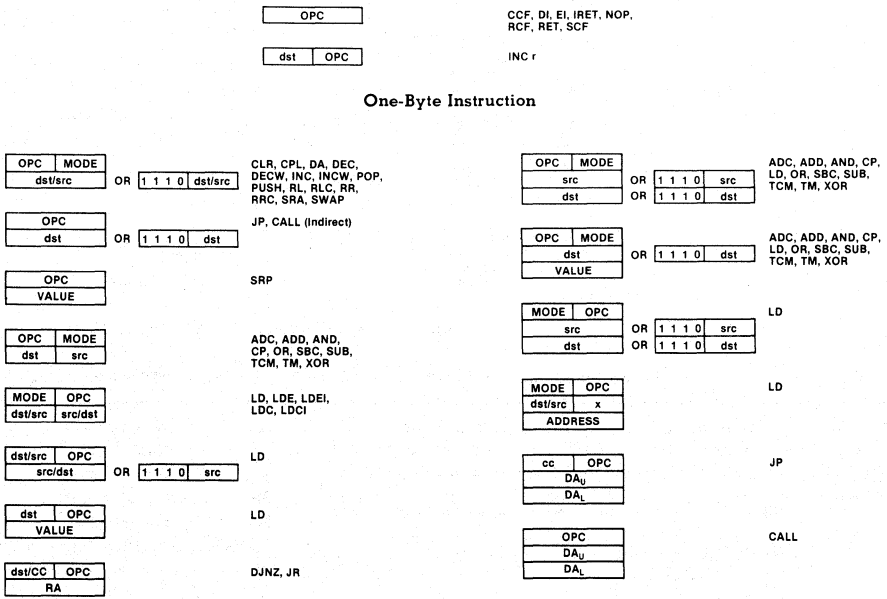 OPC
CCF, DI, EI, IRET, NOP,
RCF, RET, SCF
dst OPC
INC r
One-Byte Instruction
OPC MODE
dst/src OR 1 1 1 0 dst/src
CLR, CPL, DA, DEC,
DECW, INC, INCW, POP,
PUSH, RL, RLC, RR,
RRC, SRA, SWAP
OPC
dst OR 1 1 1 0 dst
JP, CALL (Indirect)
OPC
VALUE
SRP
OPC MODE
dst src
ADC, ADD, AND,
CP, OR, SBC, SUB,
TCM, TM, XOR
MODE OPC
dst/src src/dst
LD, LDE, LDEI,
LDC, LDCI
dst/src OPC
src/dst OR 1 1 1 0 src
LD
dst OPC
VALUE
LD
dst/CC OPC
RA
DJNZ, JR
OPC MODE
src OR 1 1 1 0 src
dst OR 1 1 1 0 dst
ADC, ADD, AND, CP,
LD, OR, SBC, SUB,
TCM, TM, XOR
OPC MODE
dst OR 1 1 1 0 dst
VALUE
ADC, ADD, AND, CP,
LD, OR, SBC, SUB,
TCM, TM, XOR
MODE OPC
src OR 1 1 1 0 src
dst OR 1 1 1 0 dst
LD
MODE OPC
dst/src x
ADDRESS
LD
cc OPC
DAU
DAL
JP
OPC
DAU
DAL
CALL